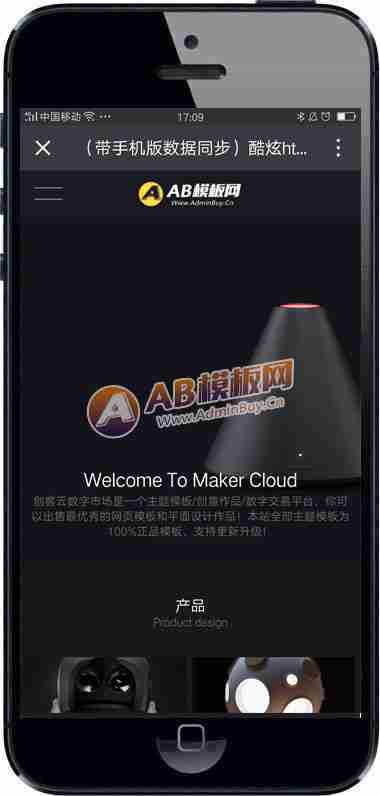 中国移动 ••• 17:09
（带手机版数据同步）酷炫ht...
AB模板网
Www.AdminBuy.Cn
AB模板网
Www.AdminBuy.Cn
Welcome To Maker Cloud
创客云数字市场是一个主题模板/创意作品/数字交易平台，你可
以出售最优秀的网页模板和平面设计作品！本站全部主题模板为
100%正品模板、支持重新升级！
产品
Product design